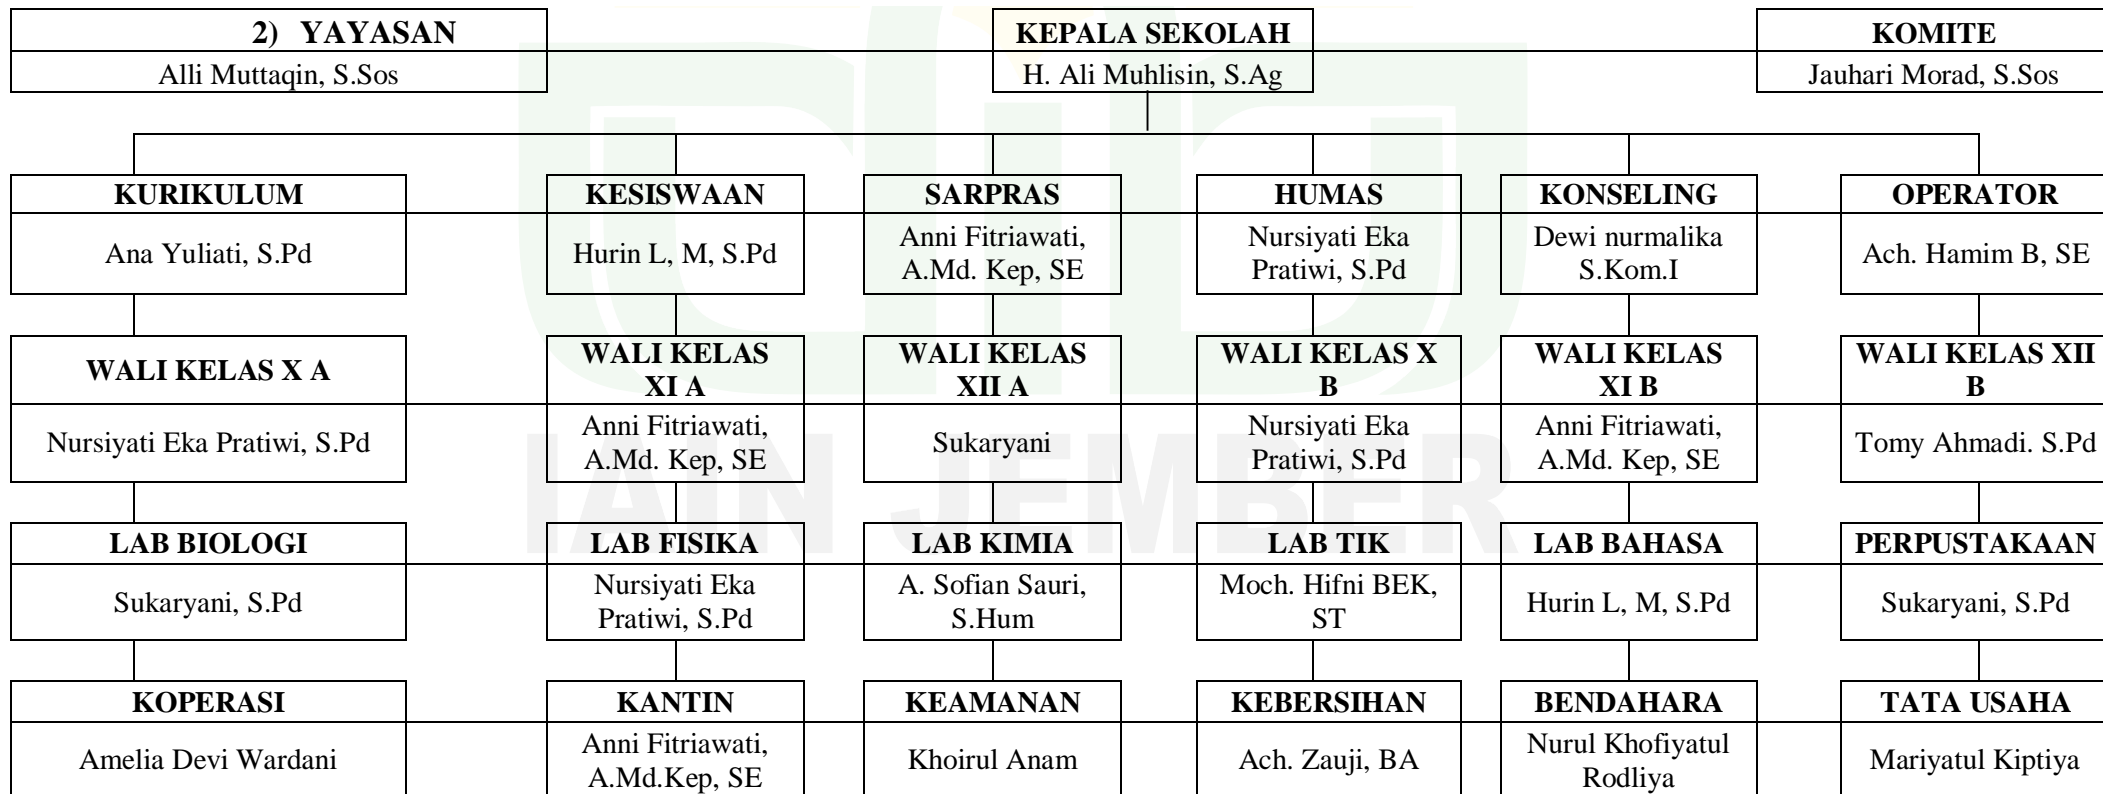 2) YAYASAN
Alli Muttaqin, S.Sos
KEPALA SEKOLAH
H. Ali Muhlisin, S.Ag
KOMITE
Jauhari Morad, S.Sos
KURIKULUM
Ana Yuliati, S.Pd
KESISWAAN
Hurin L, M, S.Pd
SARPRAS
Anni Fitriawati,
A.Md. Kep, SE
HUMAS
Nursiyati Eka
Pratiwi, S.Pd
KONSELING
Dewi nurmalika
S.Kom.I
OPERATOR
Ach. Hamim B, SE
WALI KELAS X A
Nursiyati Eka Pratiwi, S.Pd
WALI KELAS
XI A
Anni Fitriawati,
A.Md. Kep, SE
WALI KELAS
XII A
Sukaryani
WALI KELAS X
B
Nursiyati Eka
Pratiwi, S.Pd
WALI KELAS
XI B
Anni Fitriawati,
A.Md. Kep, SE
WALI KELAS XII
B
Tomy Ahmadi. S.Pd
IAIN JEMBER
LAB BIOLOGI
Sukaryani, S.Pd
LAB FISIKA
Nursiyati Eka
Pratiwi, S.Pd
LAB KIMIA
A. Sofian Sauri,
S.Hum
LAB TIK
Moch. Hifni BEK,
ST
LAB BAHASA
Hurin L, M, S.Pd
PERPUSTAKAAN
Sukaryani, S.Pd
KOPERASI
Amelia Devi Wardani
KANTIN
Anni Fitriawati,
A.Md.Kep, SE
KEAMANAN
Khoirul Anam
KEBERSIHAN
Ach. Zauji, BA
BENDAHARA
Nurul Khofiyatul
Rodliya
TATA USAHA
Mariyatul Kiptiya